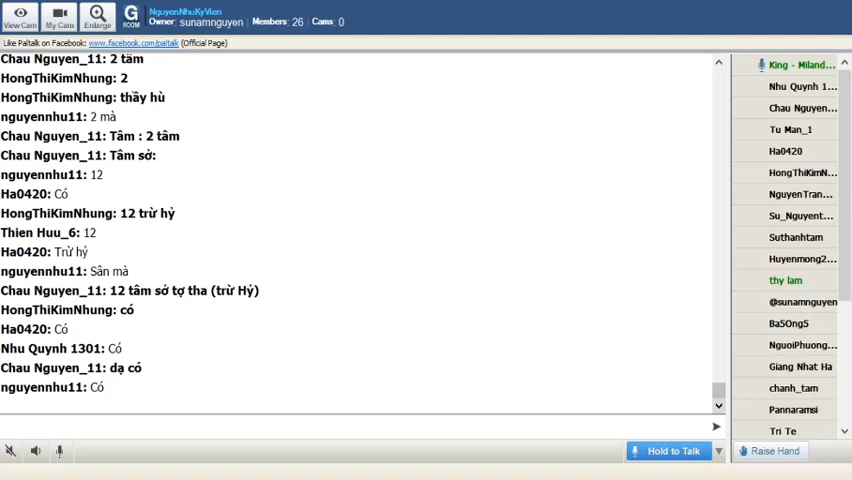 NguyenNhuKyVien
G ROOM
Owner: sunamnguyen Members: 26 Cams: 0
View Cam My Cam Enlarge
Like Paltalk on Facebook: www.facebook.com/paltalk (Official Page)
Chau Nguyen_11: 2 tâm
HongThiKimNhung: 2
HongThiKimNhung: thầy hù
nguyennhu11: 2 mà
Chau Nguyen_11: Tâm : 2 tâm
Chau Nguyen_11: Tâm sở:
nguyennhu11: 12
Ha0420: Có
HongThiKimNhung: 12 trừ hỷ
Thien Huu_6: 12
Ha0420: Trừ hỷ
nguyennhu11: Sân mà
Chau Nguyen_11: 12 tâm sở tợ tha (trừ Hỷ)
HongThiKimNhung: có
Ha0420: Có
Nhu Quynh 1301: Có
Chau Nguyen_11: dạ có
nguyennhu11: Có
King - Miland...
Nhu Quynh 1...
Chau Nguyen...
Tu Man_1
Ha0420
HongThiKimN...
NguyenTran...
Su_Nguyent...
Suthanhtam
Huyenmong2...
thy lam
@sunamnguyen
Ba5Ong5
NguoiPhuong...
Giang Nhat Ha
chanh_tam
Pannaramsi
Tri Te
Hold to Talk
Raise Hand